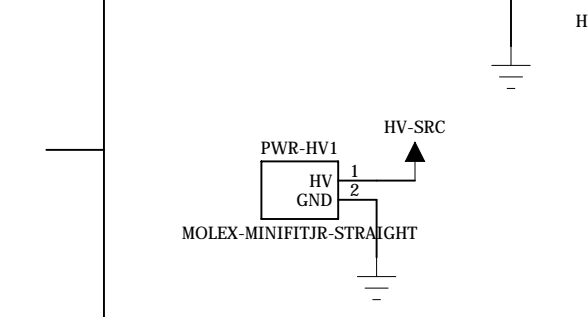 H
HV-SRC
PWR-HV1
HV 1
GND 2
MOLEX-MINIFITJR-STRAIGHT